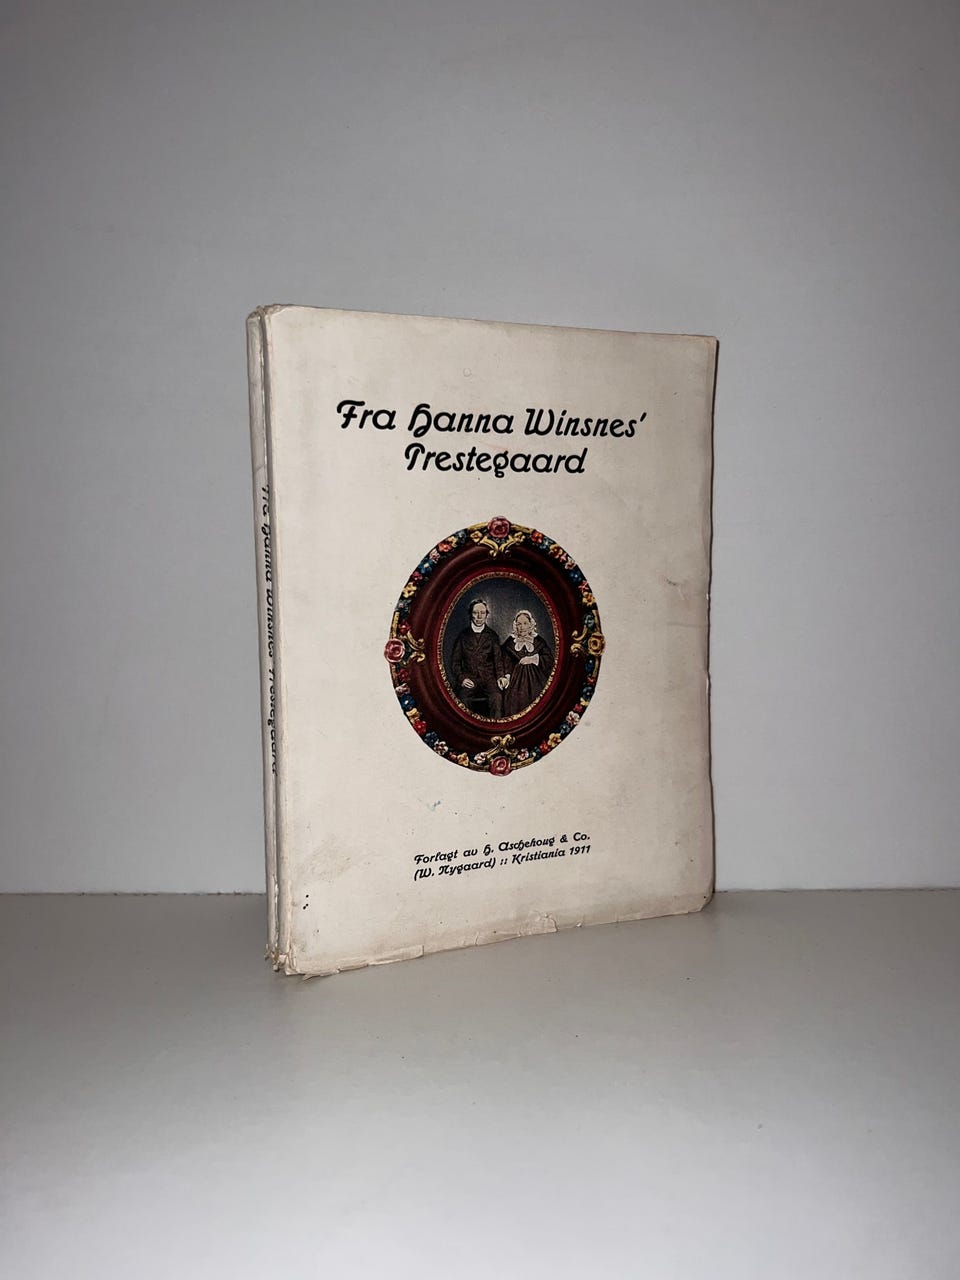 Fra Hanna Winsnes'
Prestegaard
Forlagt av H. Aschehoug & Co.
(W. Nygaard) :: Kristiania 1911
Fra Hanna Winsnes' Prestegaard